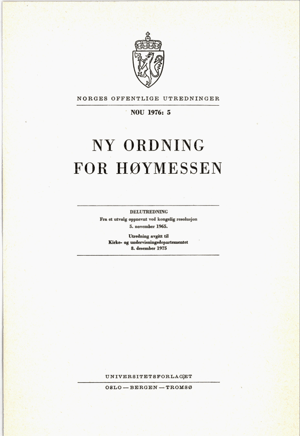 NORGES OFFENTLIGE UTREDNINGER
NOU 1976: 5
NY ORDNING
FOR HØYMESSEN
DELUTREDNING
Fra et utvalg oppnevnt ved kongelig resolusjon
5. november 1965.
Utredning avgitt til
Kirke- og undervisningsdepartementet
8. desember 1975
UNIVERSITETSFORLAGET
OSLO — BERGEN — TROMSØ